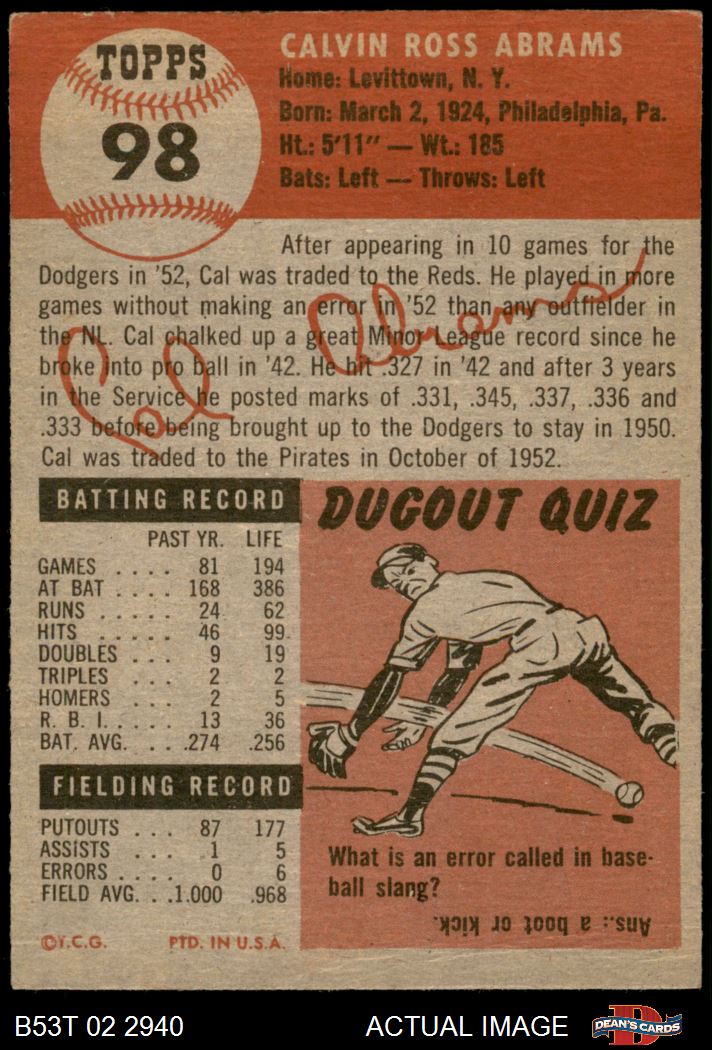 TOPPS
98
CALVIN ROSS ABRAMS
Home: Levittown, N. Y.
Born: March 2, 1924, Philadelphia, Pa.
Ht.: 5'11" — Wt.: 185
Bats: Left — Throws: Left
After appearing in 10 games for the
Dodgers in '52, Cal was traded to the Reds. He played in more
games without making an error in '52 than any outfielder in
the NL. Cal chalked up a great Minor League record since he
broke into pro ball in '42. He hit .327 in '42 and after 3 years
in the Service he posted marks of .331, .345, .337, .336 and
.333 before being brought up to the Dodgers to stay in 1950.
Cal was traded to the Pirates in October of 1952.
Cal Abrams
BATTING RECORD
PAST YR. LIFE
GAMES . . . . 81 194
AT BAT . . . . 168 386
RUNS . . . . . 24 62
HITS . . . . . 46 99
DOUBLES . . . 9 19
TRIPLES . . . 2 2
HOMERS . . . 2 5
R. B. I. . . . . . 13 36
BAT. AVG. . . .274 .256
FIELDING RECORD
PUTOUTS . . . 87 177
ASSISTS . . . 1 5
ERRORS . . . . 0 6
FIELD AVG. . .1.000 .968
©T.C.G. PTD. IN U.S.A.
DUGOUT QUIZ
What is an error called in base-
ball slang?
Ans.: a boot or kick.
B53T 02 2940 ACTUAL IMAGE
D
DEAN'S CARDS